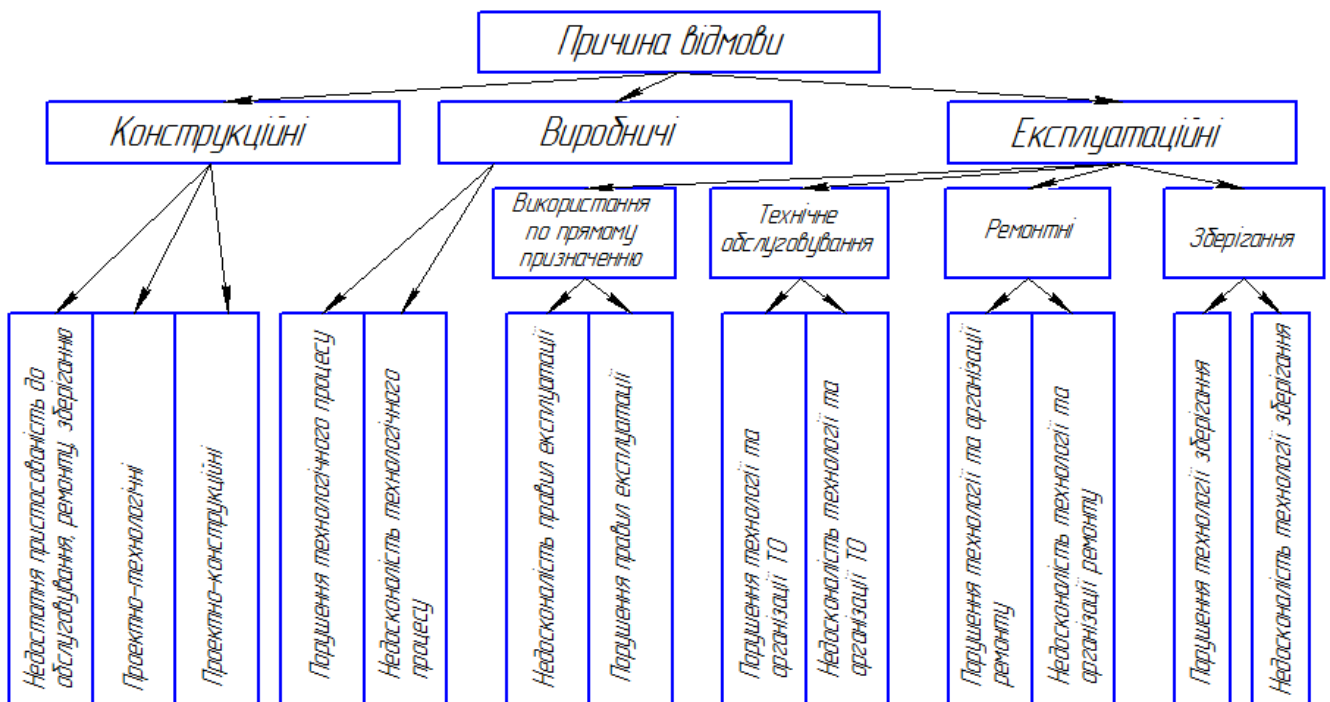 Причина відмови
Конструкційні
Виробничі
Експлуатаційні
Використання
по прямому
призначенню
Технічне
обслуговування
Ремонтні
Зберігання
Недостатня пристосованість до
обслуговування, ремонту, зберіганню
Проектно-технологічні
Проектно-конструкційні
Порушення технологічного процесу
Недосконалість технологічного
процесу
Недосконалість правил експлуатації
Порушення правил експлуатації
Порушення технології та
організації ТО
Недосконалість технології та
організації ТО
Порушення технології та організації
ремонту
Недосконалість технології та
організації ремонту
Порушення технології зберігання
Недосконалість технології зберігання